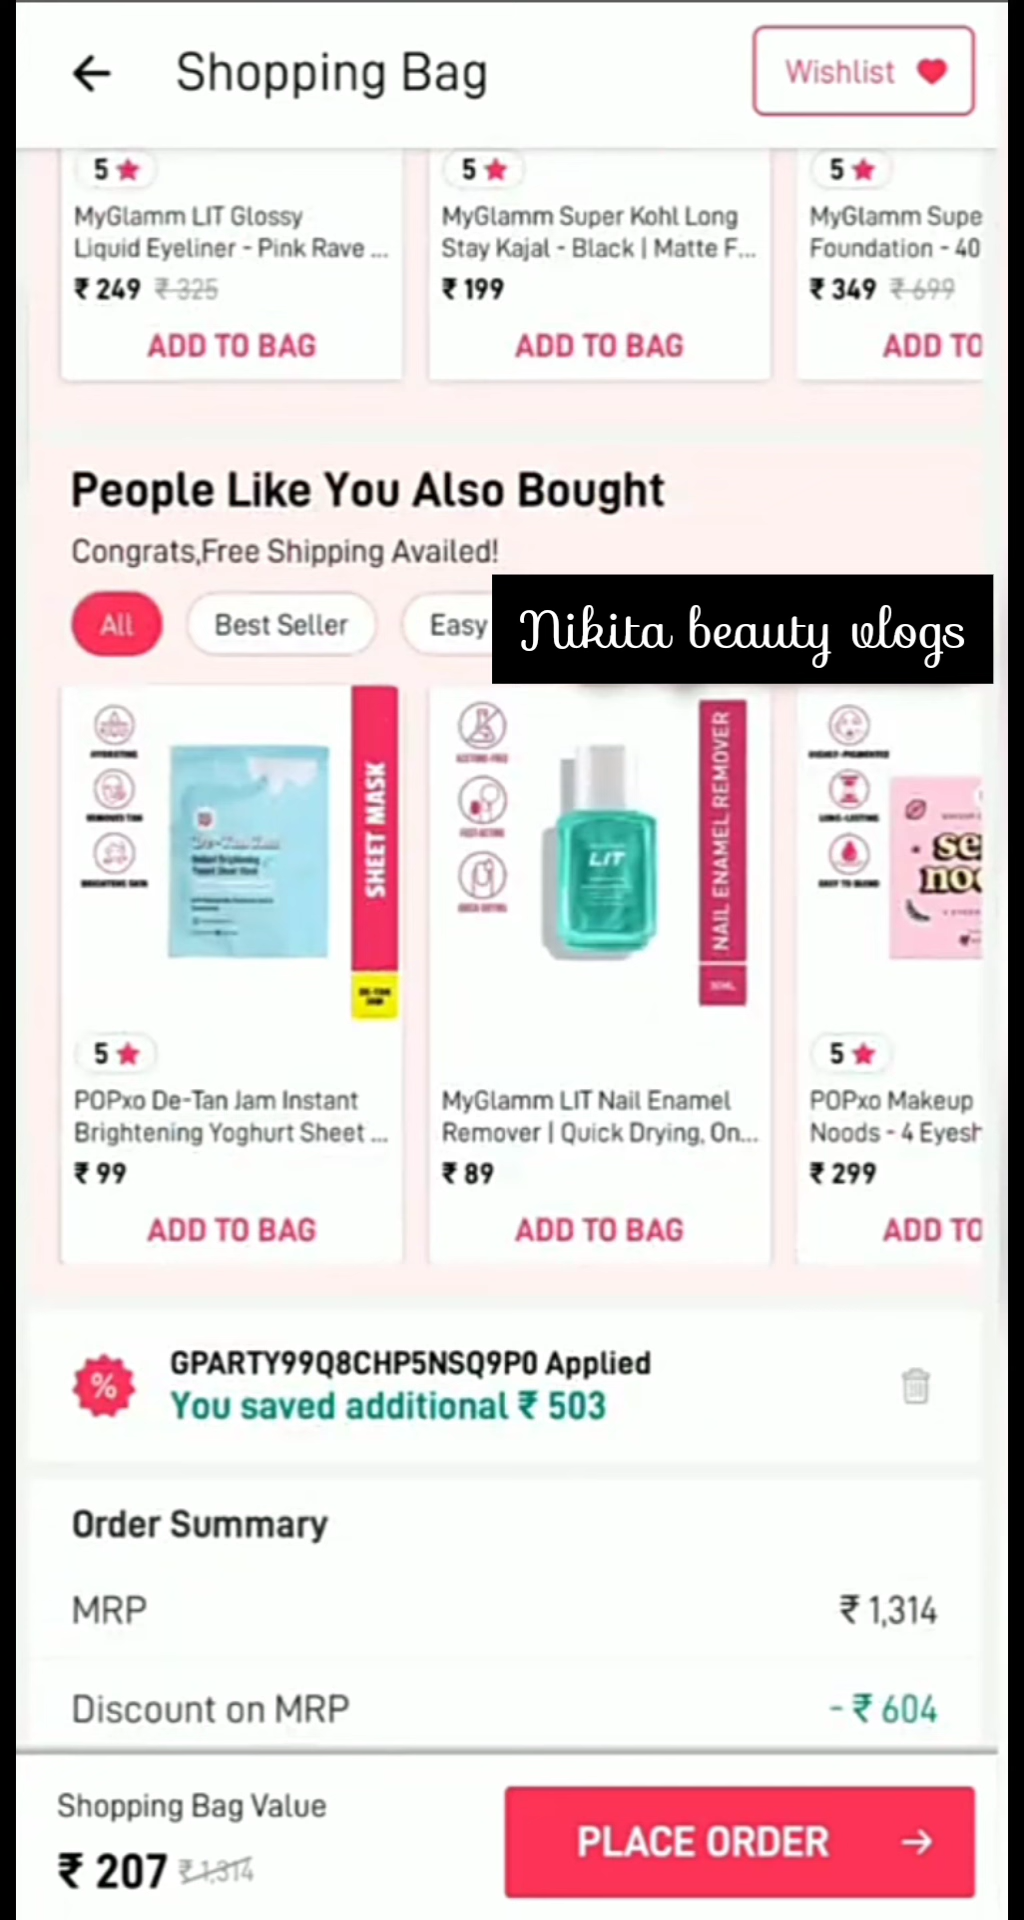 Shopping Bag
Wishlist
5
MyGlamm LIT Glossy
Liquid Eyeliner - Pink Rave ...
₹ 249 ₹ 325
ADD TO BAG
5
MyGlamm Super Kohl Long
Stay Kajal - Black | Matte F...
₹ 199
ADD TO BAG
5
MyGlamm Supe
Foundation - 40
₹ 349 ₹ 699
ADD TO
People Like You Also Bought
Congrats,Free Shipping Availed!
All
Best Seller
Easy
Nikita beauty vlogs
SHEET MASK
5
POPxo De-Tan Jam Instant
Brightening Yoghurt Sheet ...
₹ 99
ADD TO BAG
LIT
NAIL ENAMEL REMOVER
MyGlamm LIT Nail Enamel
Remover | Quick Drying, On...
₹ 89
ADD TO BAG
5
POPxo Makeup
Noods - 4 Eyesh
₹ 299
ADD TO
%
GPARTY99Q8CHP5NSQ9P0 Applied
You saved additional ₹ 503
Order Summary
MRP ₹ 1,314
Discount on MRP - ₹ 604
Shopping Bag Value
₹ 207 ₹ 1,314
PLACE ORDER